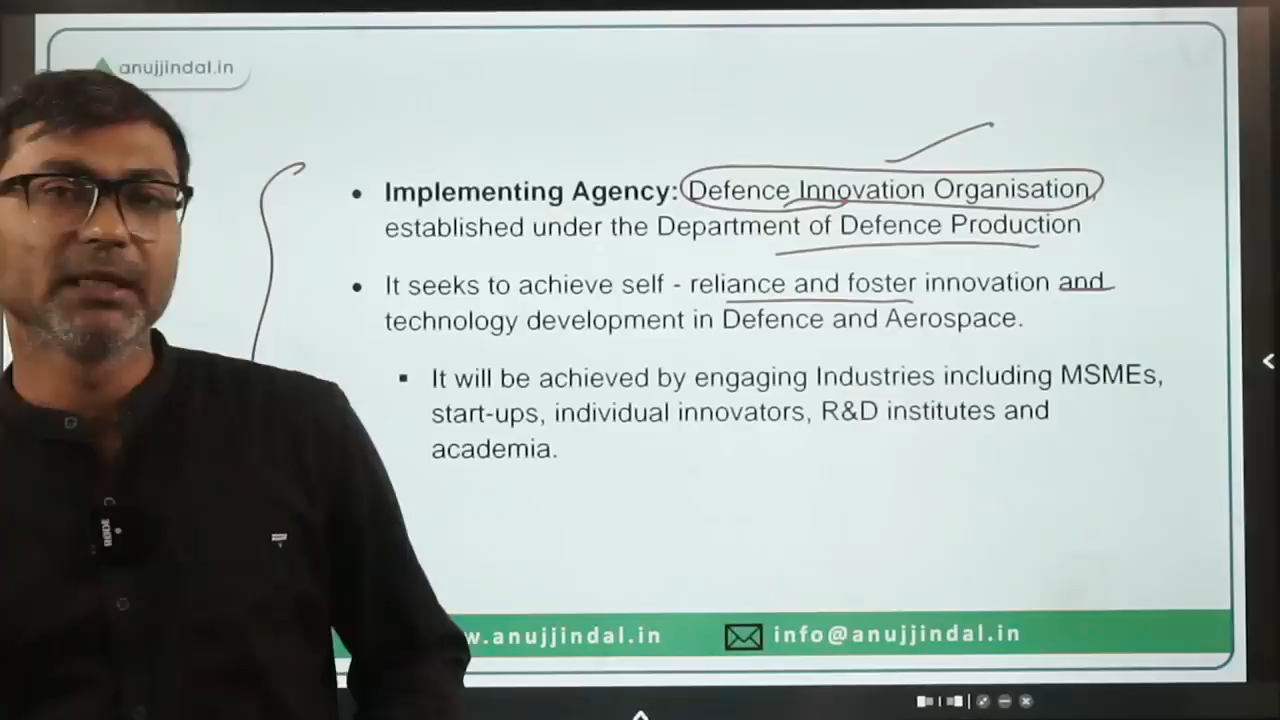 anujjindal.in
• Implementing Agency: Defence Innovation Organisation,
established under the Department of Defence Production
• It seeks to achieve self - reliance and foster innovation and
technology development in Defence and Aerospace.
▪ It will be achieved by engaging Industries including MSMEs,
start-ups, individual innovators, R&D institutes and
academia.
RODE
w.anujjindal.in
info@anujjindal.in